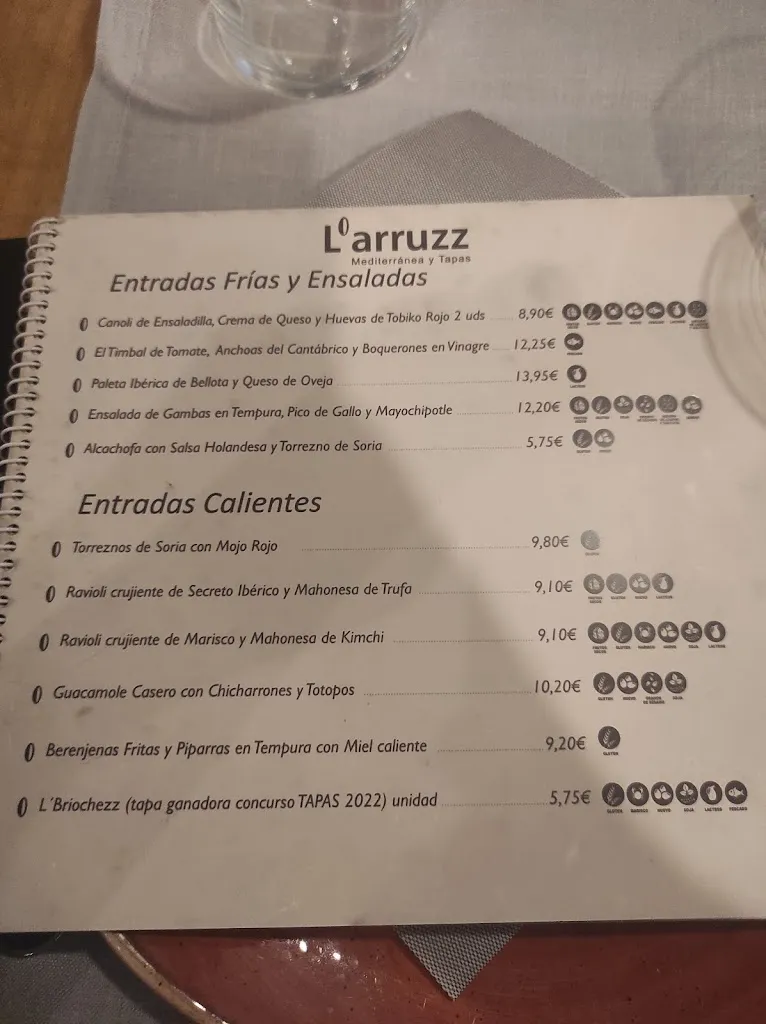 L'arruzz
Mediterránea y Tapas
Entradas Frías y Ensaladas
Canoli de Ensaladilla, Crema de Queso y Huevas de Tobiko Rojo 2 uds 8,90€
El Timbal de Tomate, Anchoas del Cantábrico y Boquerones en Vinagre 12,25€
Paleta Ibérica de Bellota y Queso de Oveja 13,95€
Ensalada de Gambas en Tempura, Pico de Gallo y Mayochipotle 12,20€
Alcachofa con Salsa Holandesa y Torrezno de Soria 5,75€
Entradas Calientes
Torreznos de Soria con Mojo Rojo 9,80€
Ravioli crujiente de Secreto Ibérico y Mahonesa de Trufa 9,10€
Ravioli crujiente de Marisco y Mahonesa de Kimchi 9,10€
Guacamole Casero con Chicharrones y Totopos 10,20€
Berenjenas Fritas y Piparras en Tempura con Miel caliente 9,20€
L´Briochezz (tapa ganadora concurso TAPAS 2022) unidad 5,75€